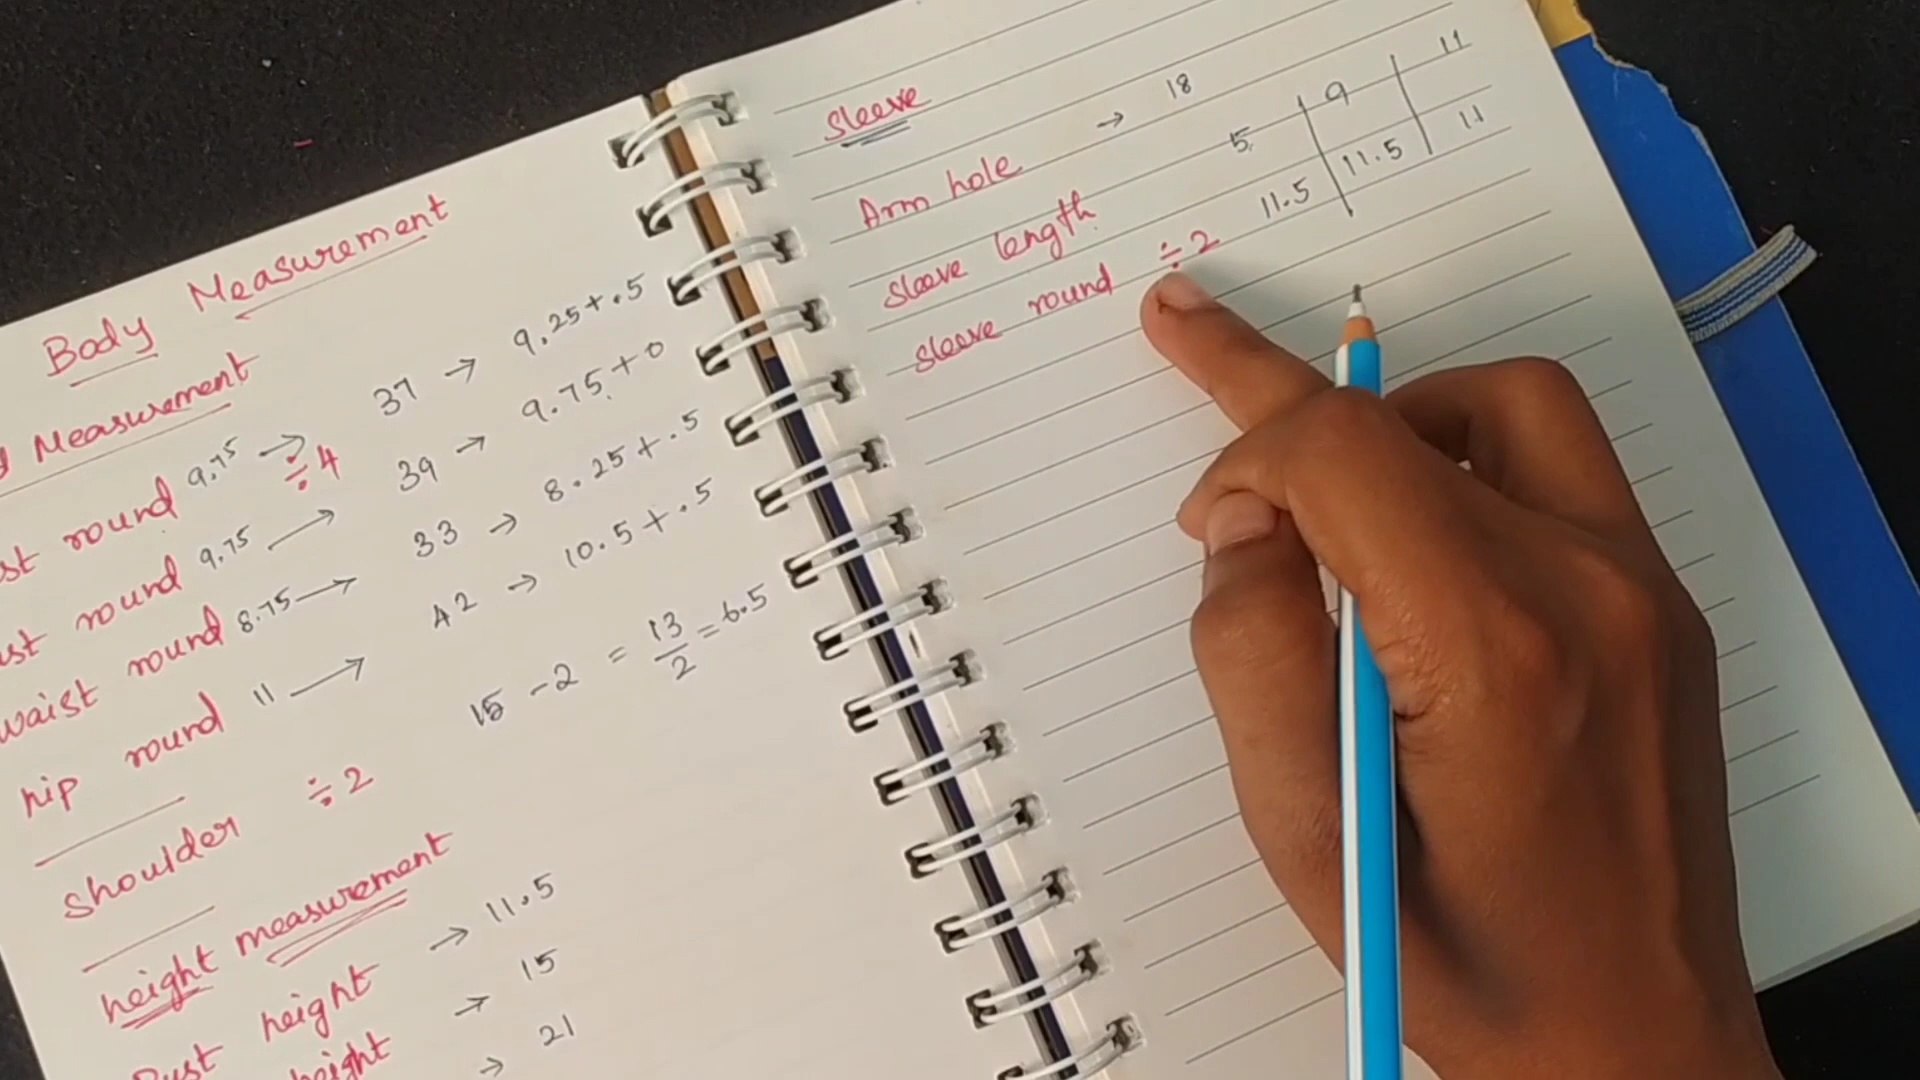 Body Measurement
Measurement
round 9.75 → ÷4 37 → 9.25+.5
round 9.75 → 39 → 9.75+0
waist round 8.75 → 33 → 8.25+.5
hip round 11 → 42 → 10.5+.5
shoulder ÷2 15 -2 = 13/2 = 6.5
height measurement
Bust height → 11.5
height → 15
→ 21
sleeve
Arm hole → 18
sleeve length 5 | 9 | 11
sleeve round ÷2 11.5 | 11.5 | 11